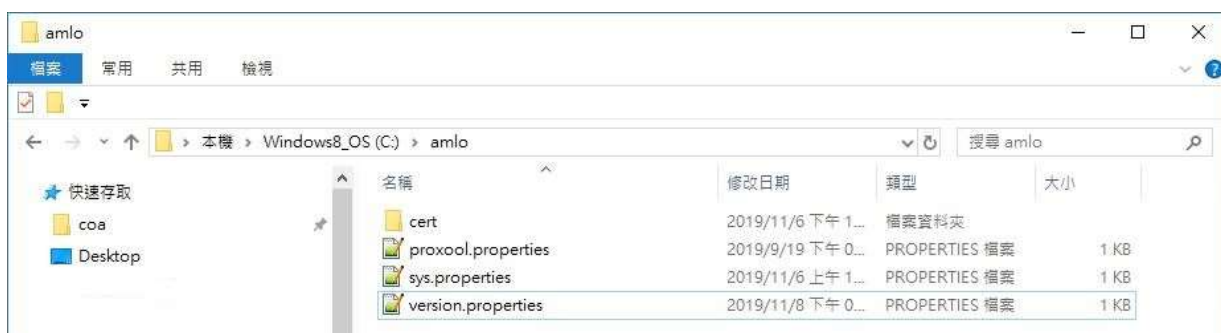 amlo
檔案 常用 共用 檢視
本機 › Windows8_OS (C:) › amlo 搜尋 amlo
名稱 修改日期 類型 大小
快速存取
coa
Desktop
cert 2019/11/6 下午 1... 檔案資料夾
proxool.properties 2019/9/19 下午 0... PROPERTIES 檔案 1 KB
sys.properties 2019/11/6 上午 1... PROPERTIES 檔案 1 KB
version.properties 2019/11/8 下午 0... PROPERTIES 檔案 1 KB